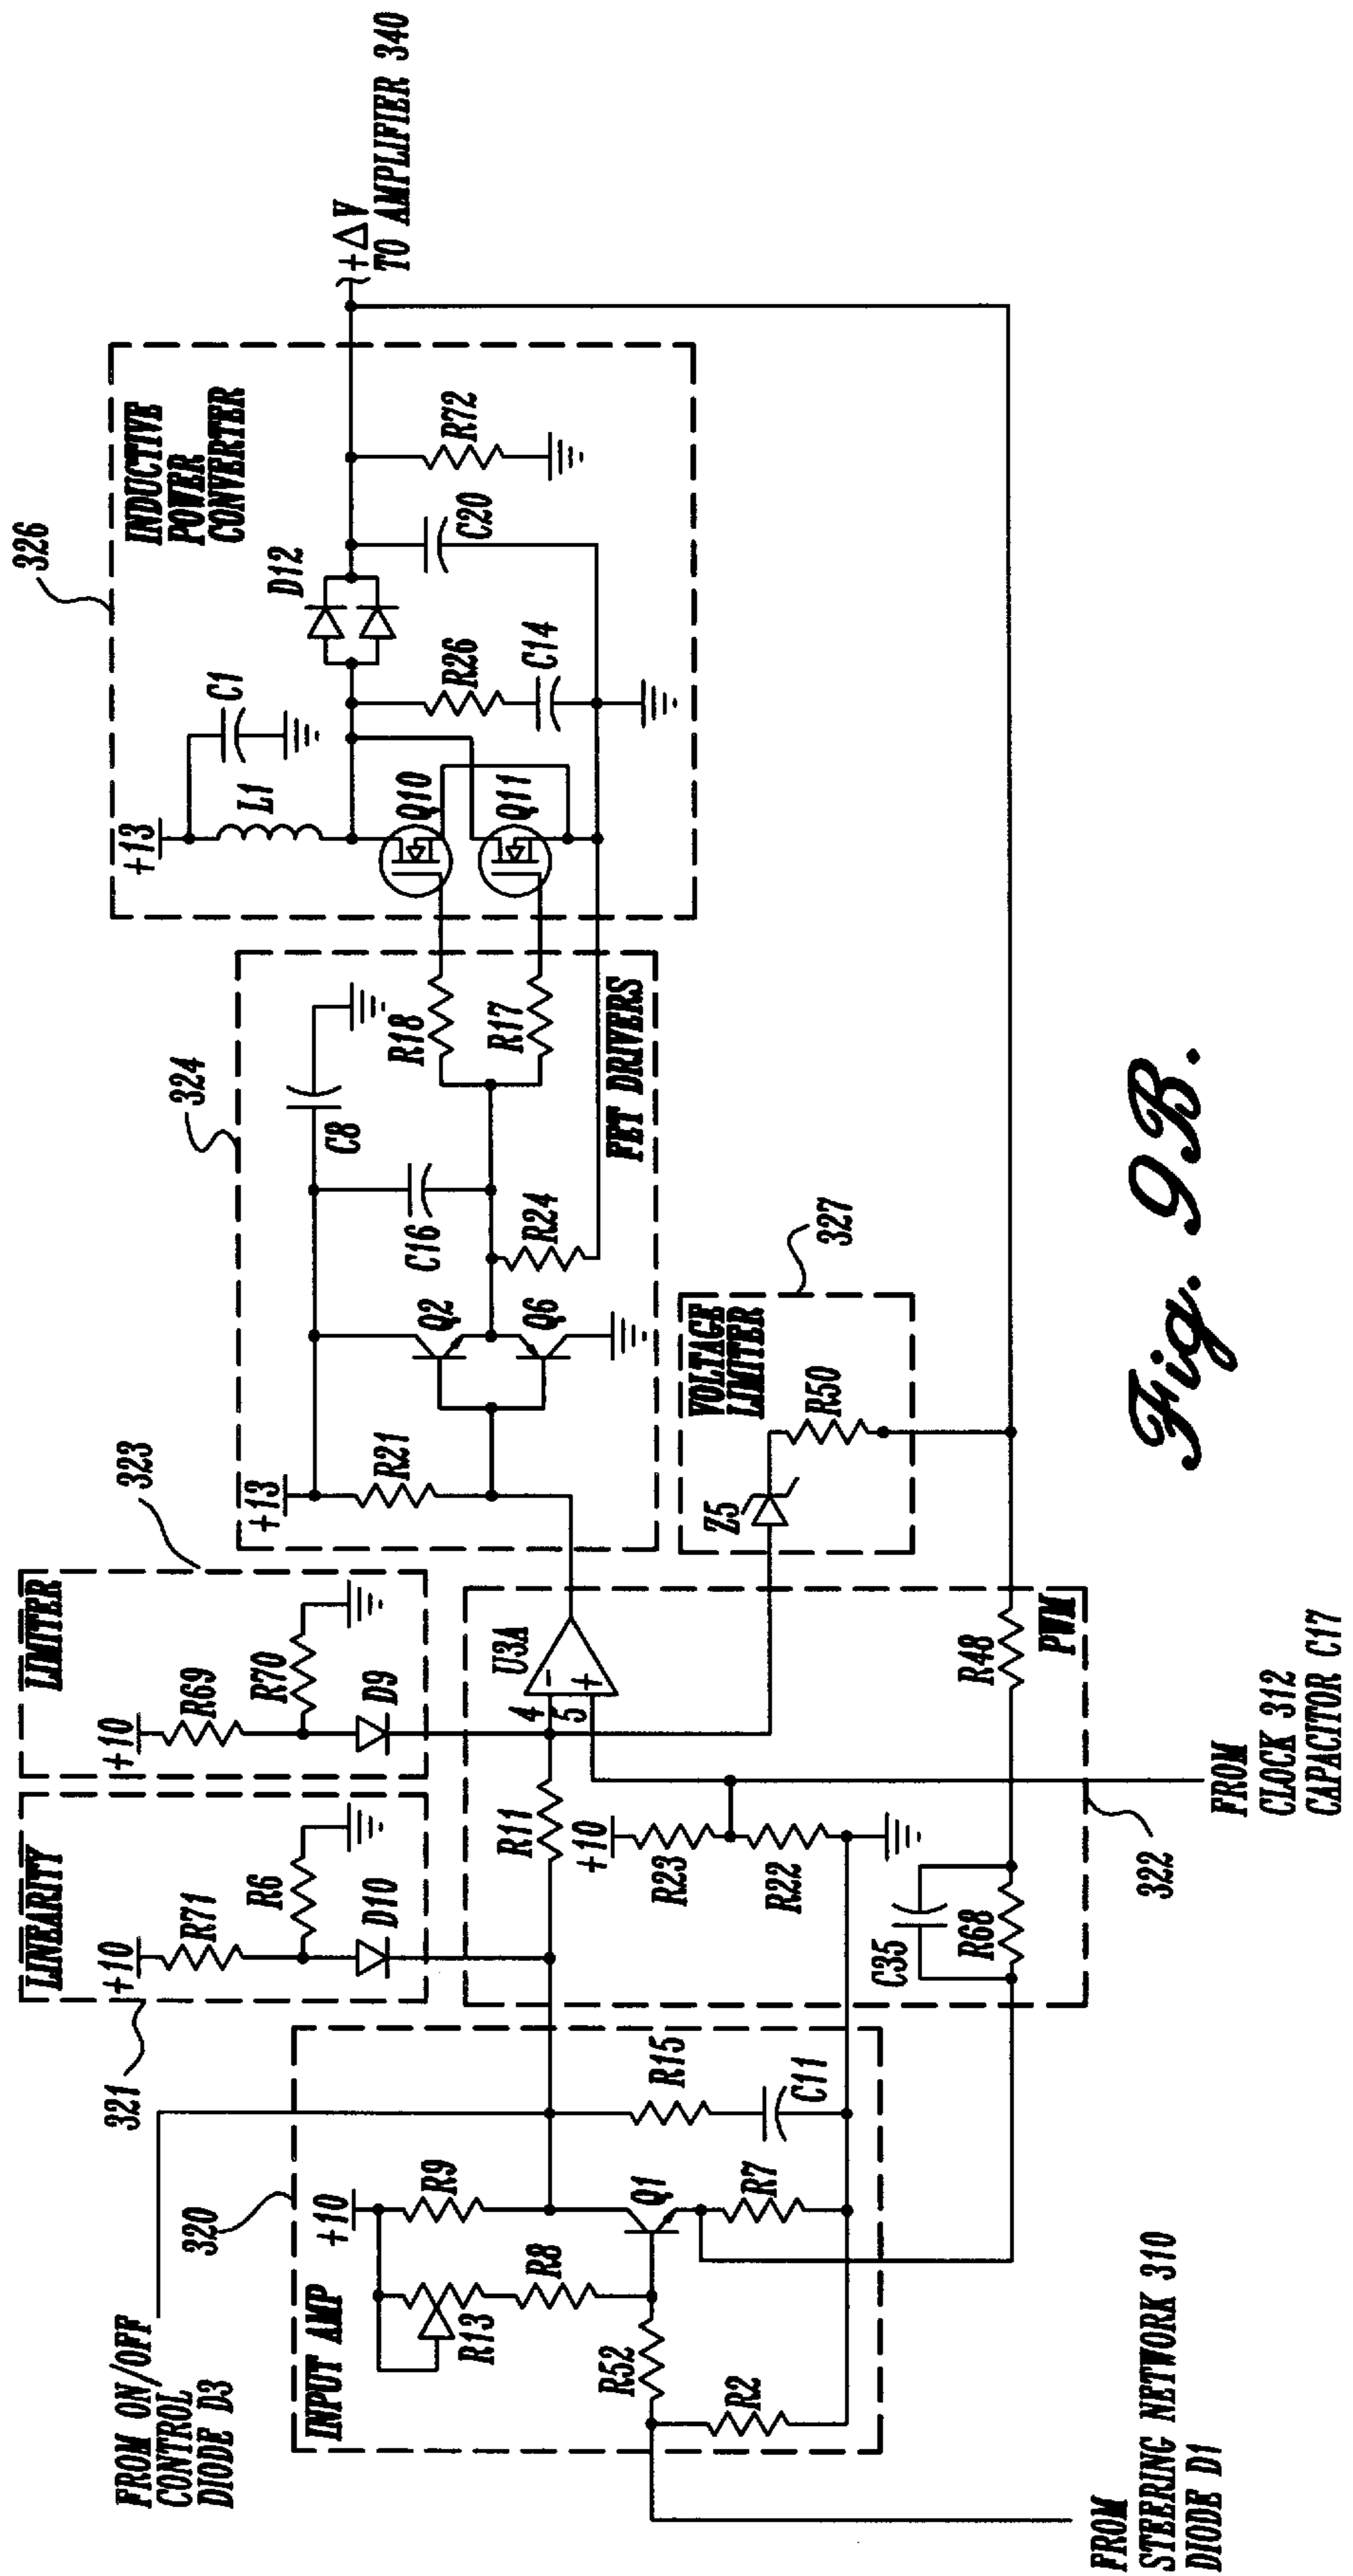 326
INDUCTIVE
POWER
CONVERTER
+13
L1
C1
D12
+ΔV
TO AMPLIFIER 340
Q10
Q11
R26
C14
C20
R72
324
+13
C8
R21
C16
Q2
Q6
R24
R18
R17
FET DRIVERS
323
LIMITER
+10
R69
R70
D9
321
LINEARITY
+10
R71
R6
D10
327
VOLTAGE
LIMITER
Z5
R50
U3A
-
+
4
5
R11
+10
R23
R22
C35
R68
R48
PWM
322
FROM
CLOCK 312
CAPACITOR C17
320
INPUT AMP
+10
R9
R13
R8
Q1
R15
C11
R7
R52
R2
FROM ON/OFF
CONTROL
DIODE D3
FROM
STEERING NETWORK 310
DIODE D1
Fig. 9B.